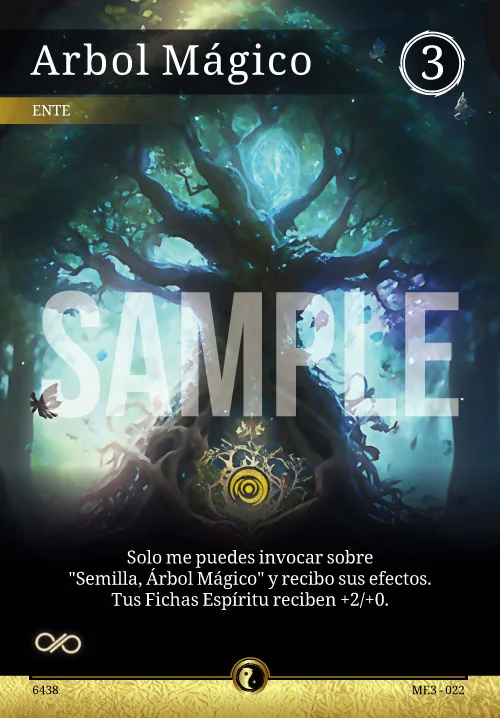 Arbol Mágico
3
ENTE
SAMPLE
Solo me puedes invocar sobre
"Semilla, Árbol Mágico" y recibo sus efectos.
Tus Fichas Espíritu reciben +2/+0.
6438
ME3 - 022